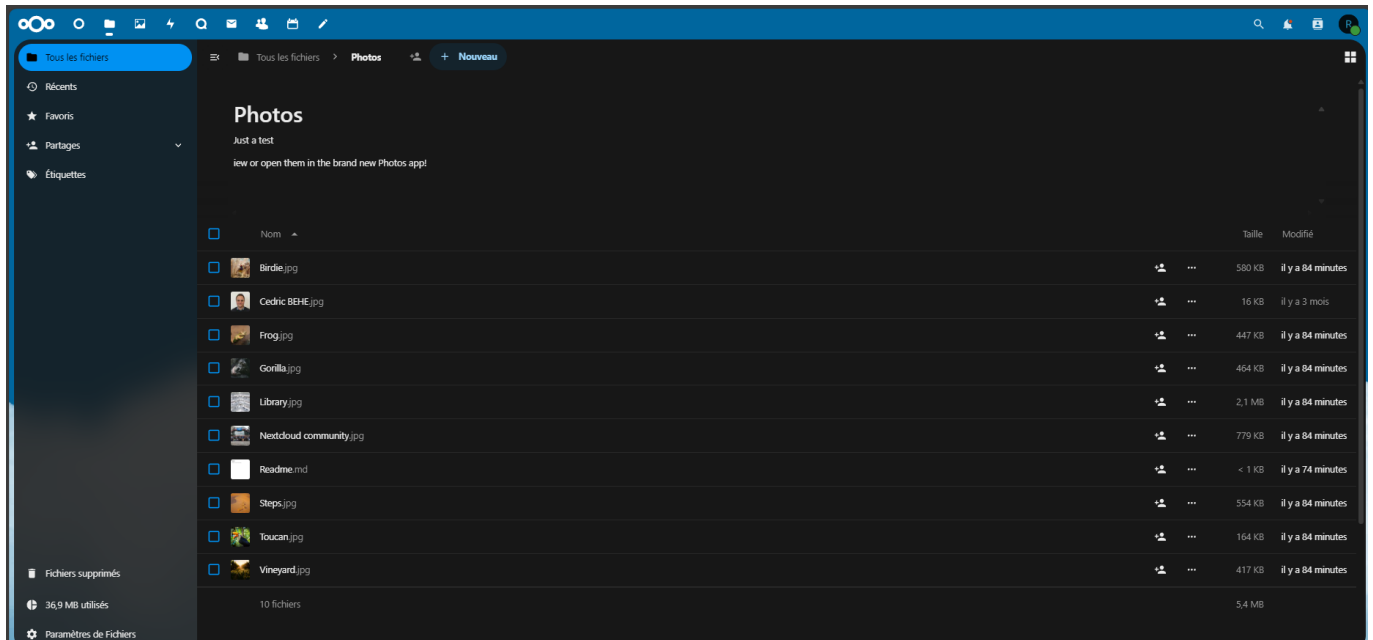 R
Tous les fichiers
Tous les fichiers > Photos + Nouveau
Récents
Favoris
Partages
Étiquettes
Photos
Just a test
iew or open them in the brand new Photos app!
Nom Taille Modifié
Birdie.jpg 580 KB il y a 84 minutes
Cedric BEHE.jpg 16 KB il y a 3 mois
Frog.jpg 447 KB il y a 84 minutes
Gorilla.jpg 464 KB il y a 84 minutes
Library.jpg 2,1 MB il y a 84 minutes
Nextcloud community.jpg 779 KB il y a 84 minutes
Readme.md < 1 KB il y a 74 minutes
Steps.jpg 554 KB il y a 84 minutes
Toucan.jpg 164 KB il y a 84 minutes
Vineyard.jpg 417 KB il y a 84 minutes
10 fichiers 5,4 MB
Fichiers supprimés
36,9 MB utilisés
Paramètres de Fichiers